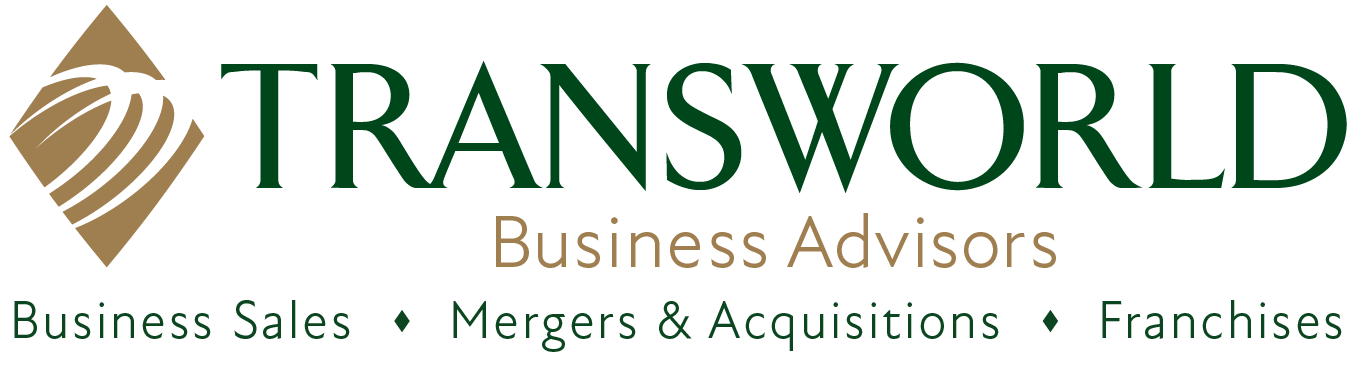 TRANSWORLD
Business Advisors
Business Sales ♦ Mergers & Acquisitions ♦ Franchises